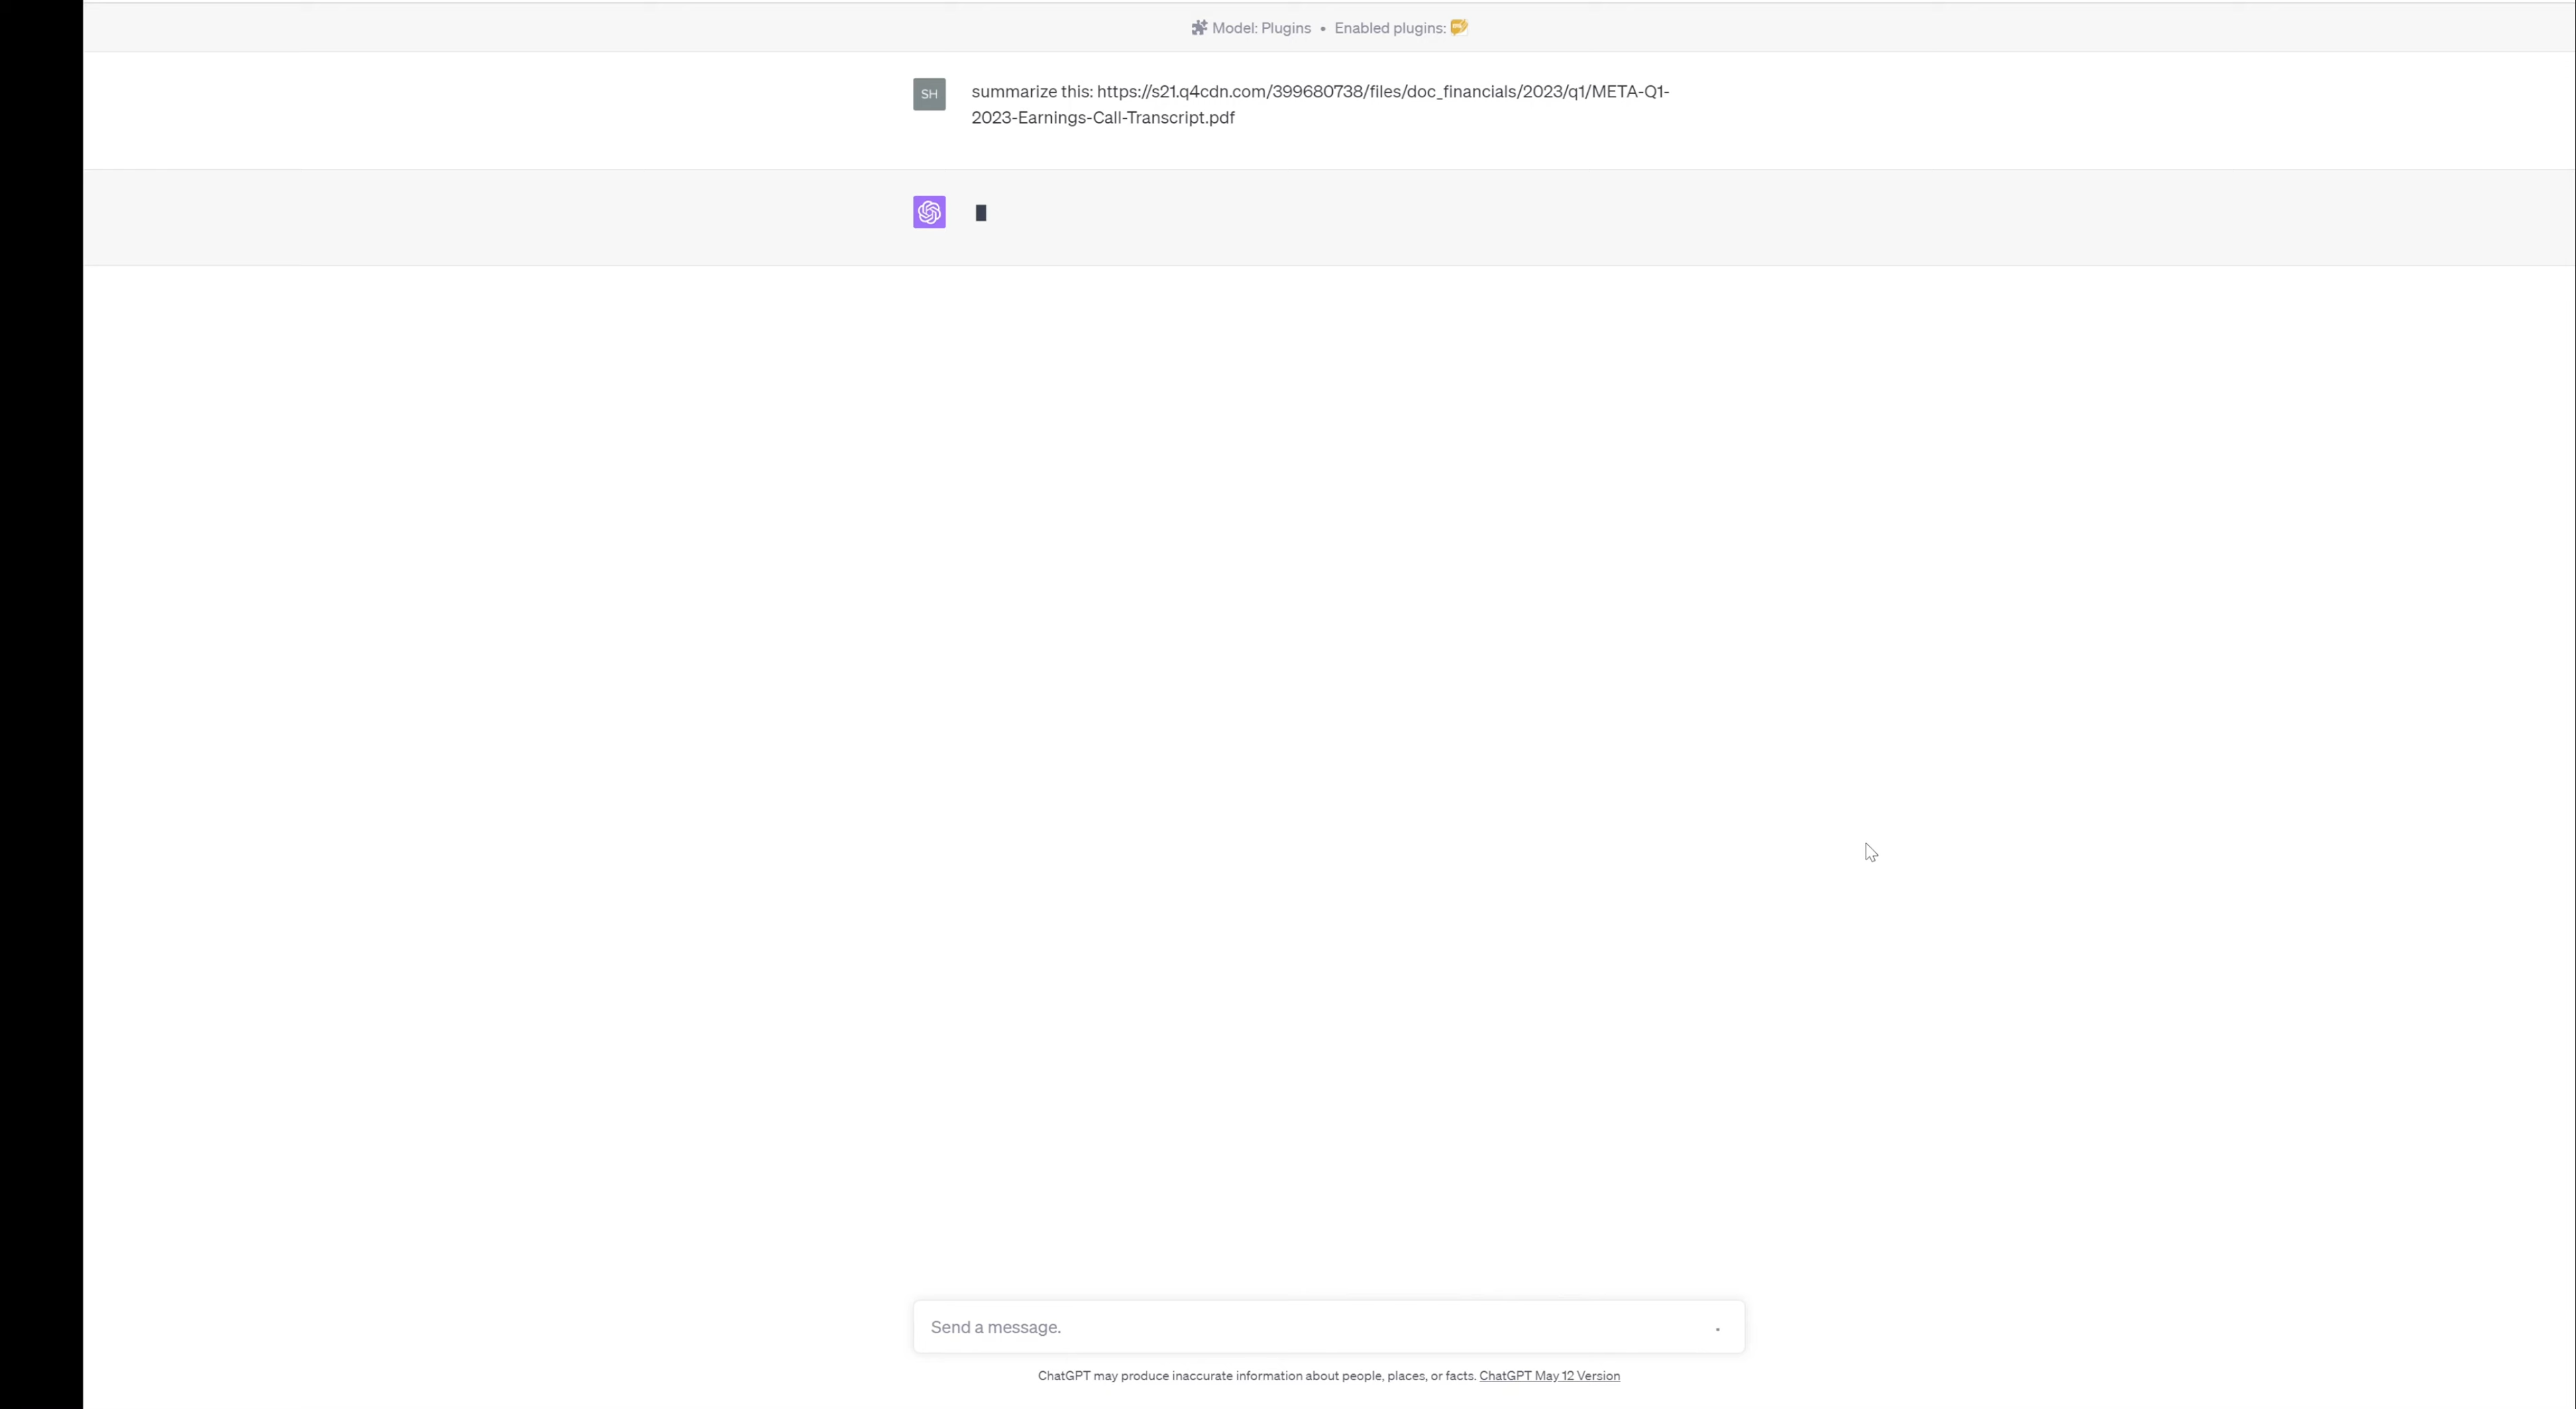 Model: Plugins • Enabled plugins:
SH
summarize this: https://s21.q4cdn.com/399680738/files/doc_financials/2023/q1/META-Q1-
2023-Earnings-Call-Transcript.pdf
Send a message.
ChatGPT may produce inaccurate information about people, places, or facts. ChatGPT May 12 Version